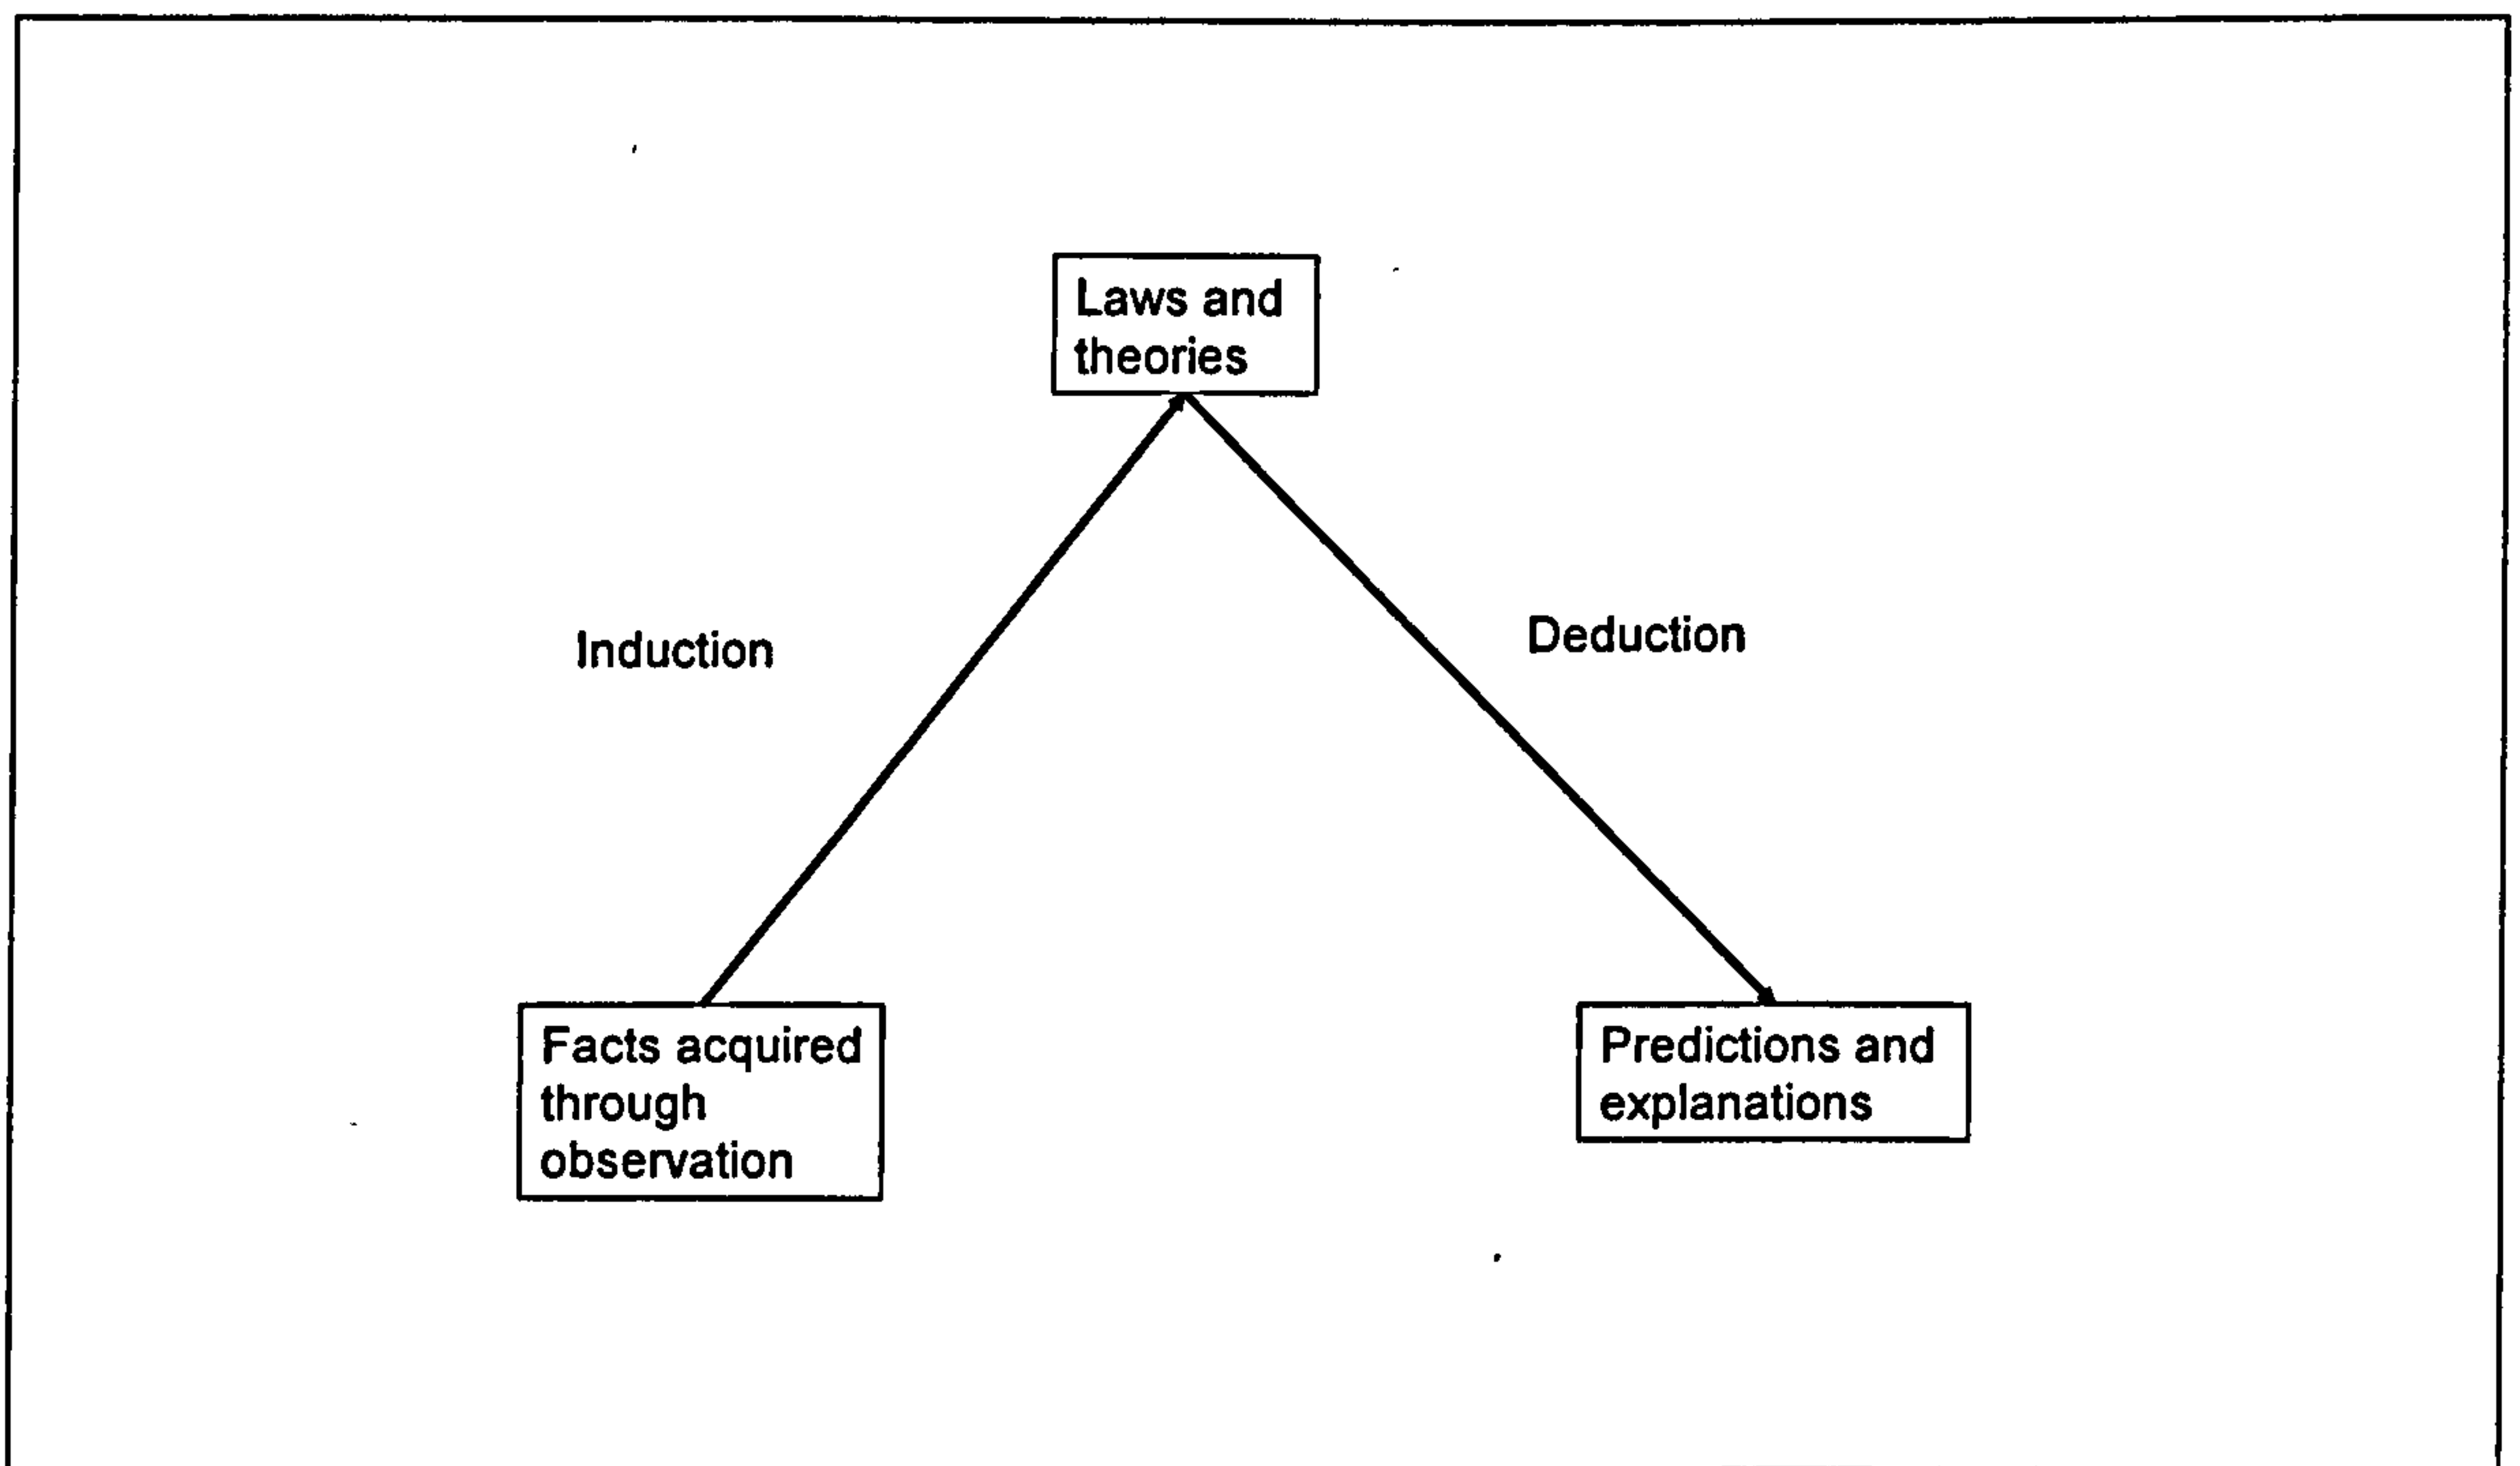 Laws and
theories
Induction
Deduction
Facts acquired
through
observation
Predictions and
explanations